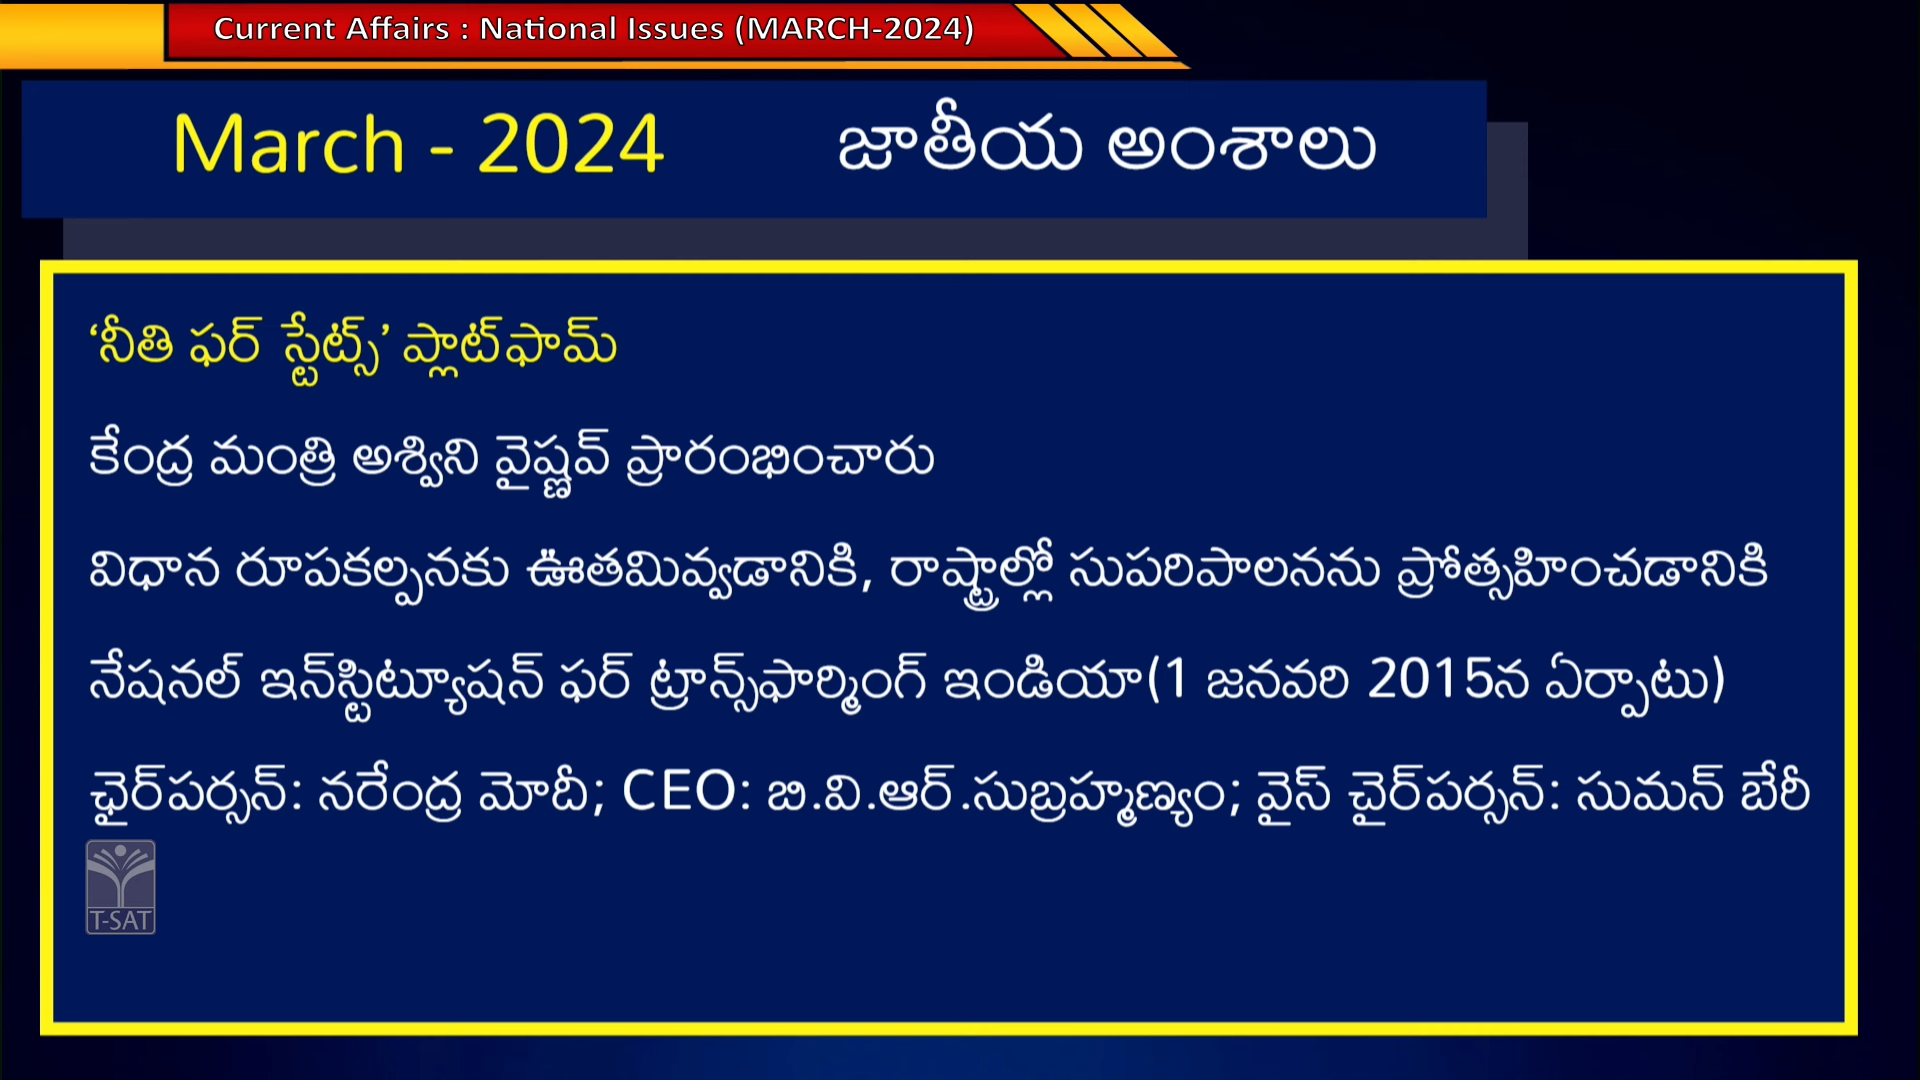 Current Affairs : National Issues (MARCH-2024)
March - 2024 జాతీయ అంశాలు
‘నీతి ఫర్ స్టేట్స్’ ప్లాట్‌ఫామ్
కేంద్ర మంత్రి అశ్విని వైష్ణవ్ ప్రారంభించారు
విధాన రూపకల్పనకు ఊతమివ్వడానికి, రాష్ట్రాల్లో సుపరిపాలనను ప్రోత్సహించడానికి
నేషనల్ ఇన్‌స్టిట్యూషన్ ఫర్ ట్రాన్స్‌ఫార్మింగ్ ఇండియా(1 జనవరి 2015న ఏర్పాటు)
ఛైర్‌పర్సన్: నరేంద్ర మోదీ; CEO: బి.వి.ఆర్.సుబ్రహ్మణ్యం; వైస్ చైర్‌పర్సన్: సుమన్ బేరీ
T-SAT